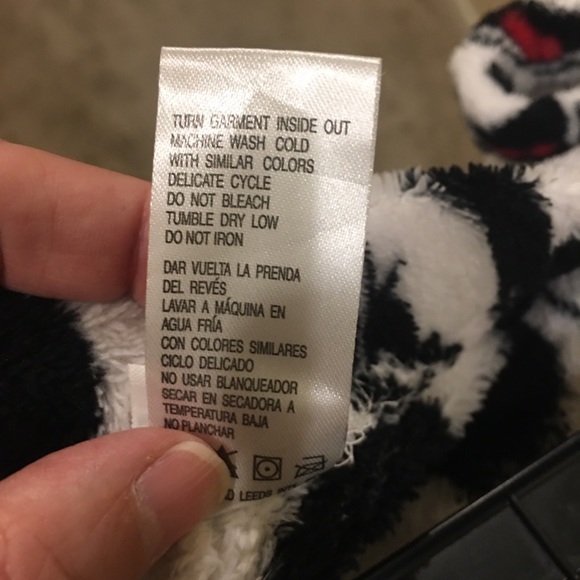 TURN GARMENT INSIDE OUT
MACHINE WASH COLD
WITH SIMILAR COLORS
DELICATE CYCLE
DO NOT BLEACH
TUMBLE DRY LOW
DO NOT IRON
DAR VUELTA LA PRENDA
DEL REVÉS
LAVAR A MÁQUINA EN
AGUA FRÍA
CON COLORES SIMILARES
CICLO DELICADO
NO USAR BLANQUEADOR
SECAR EN SECADORA A
TEMPERATURA BAJA
NO PLANCHAR
LEEDS